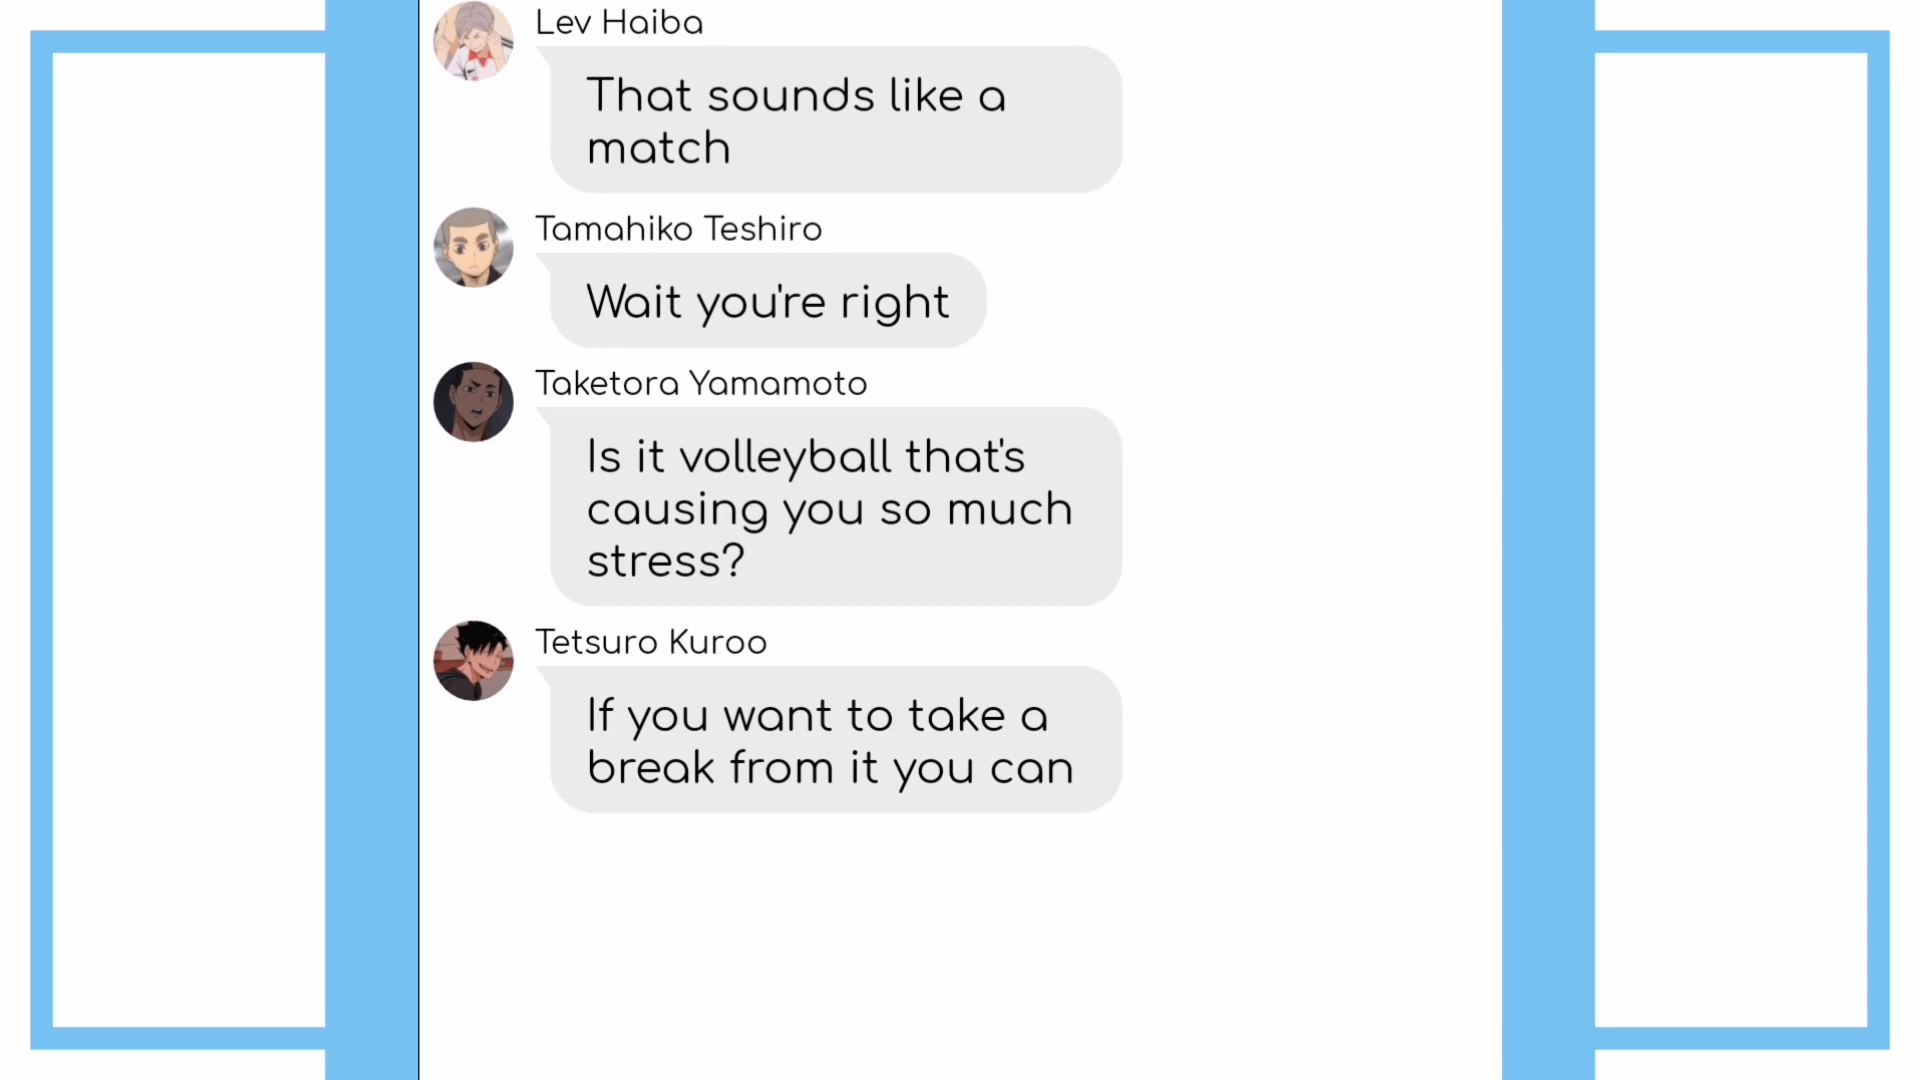 Lev Haiba
That sounds like a
match
Tamahiko Teshiro
Wait you're right
Taketora Yamamoto
Is it volleyball that's
causing you so much
stress?
Tetsuro Kuroo
If you want to take a
break from it you can